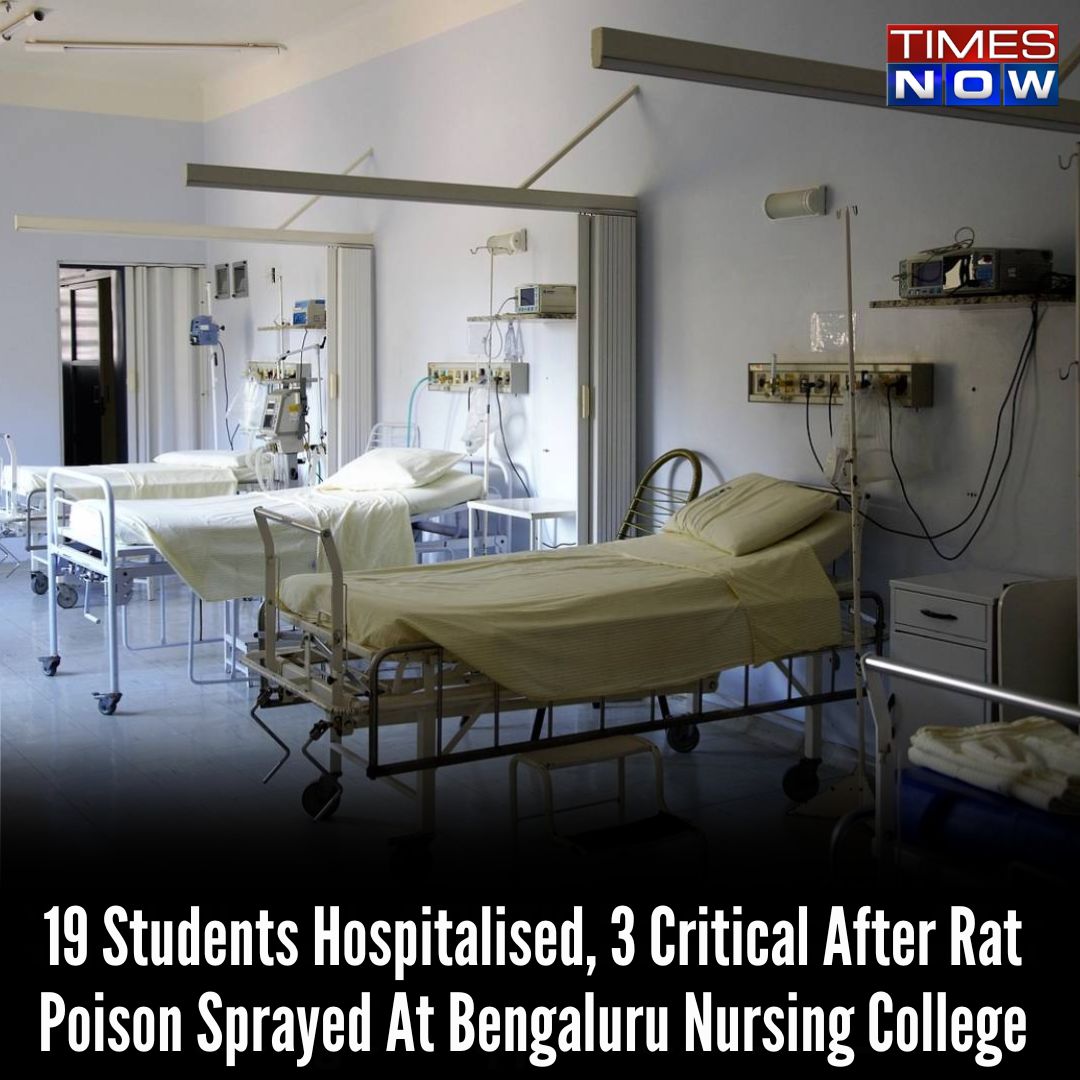 TIMES
NOW
19 Students Hospitalised, 3 Critical After Rat
Poison Sprayed At Bengaluru Nursing College